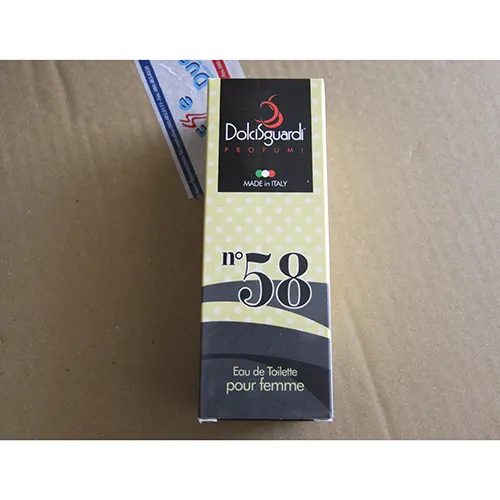 DolciSguardi
PROFUMI
MADE in ITALY
n° 58
Eau de Toilette
pour femme